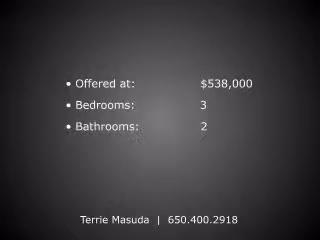 • Offered at: $538,000
• Bedrooms: 3
• Bathrooms: 2
Terrie Masuda | 650.400.2918